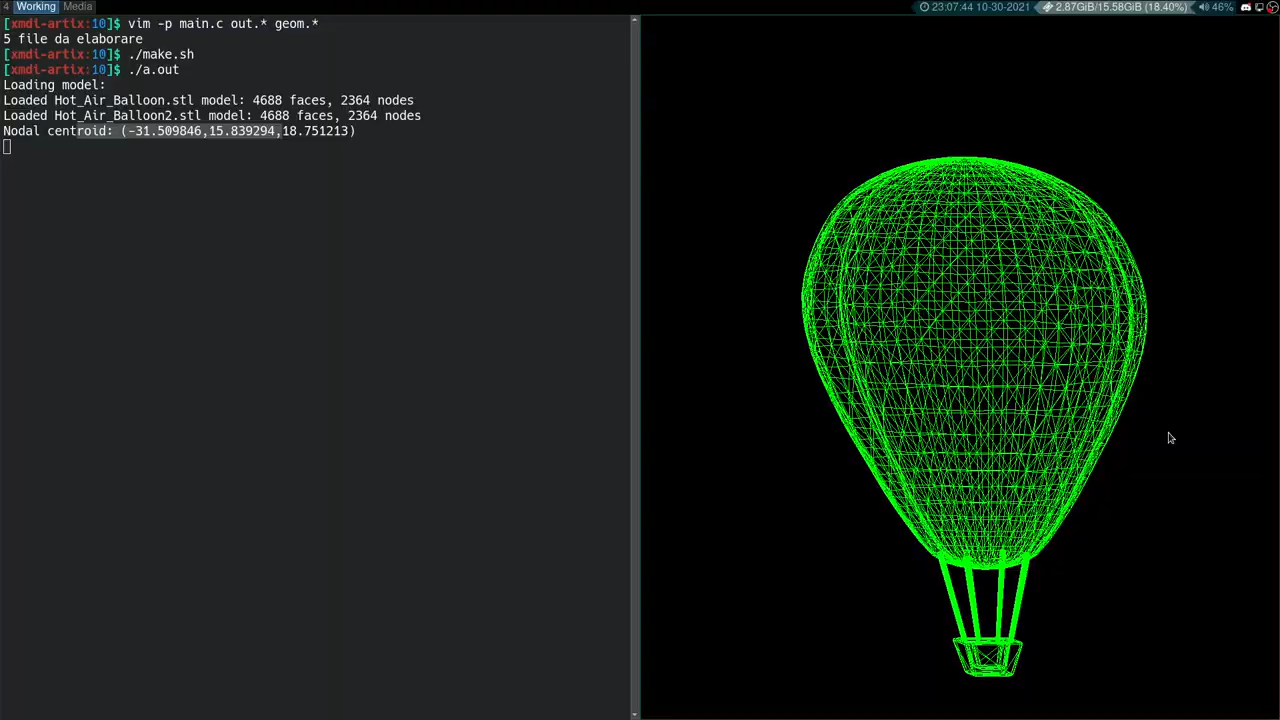 4 Working Media 23:07:44 10-30-2021 2.87GiB/15.58GiB (18.40%) 46%
[xmdi-artix:10]$ vim -p main.c out.* geom.*
5 file da elaborare
[xmdi-artix:10]$ ./make.sh
[xmdi-artix:10]$ ./a.out
Loading model:
Loaded Hot_Air_Balloon.stl model: 4688 faces, 2364 nodes
Loaded Hot_Air_Balloon2.stl model: 4688 faces, 2364 nodes
Nodal centroid: (-31.509846,15.839294,18.751213)